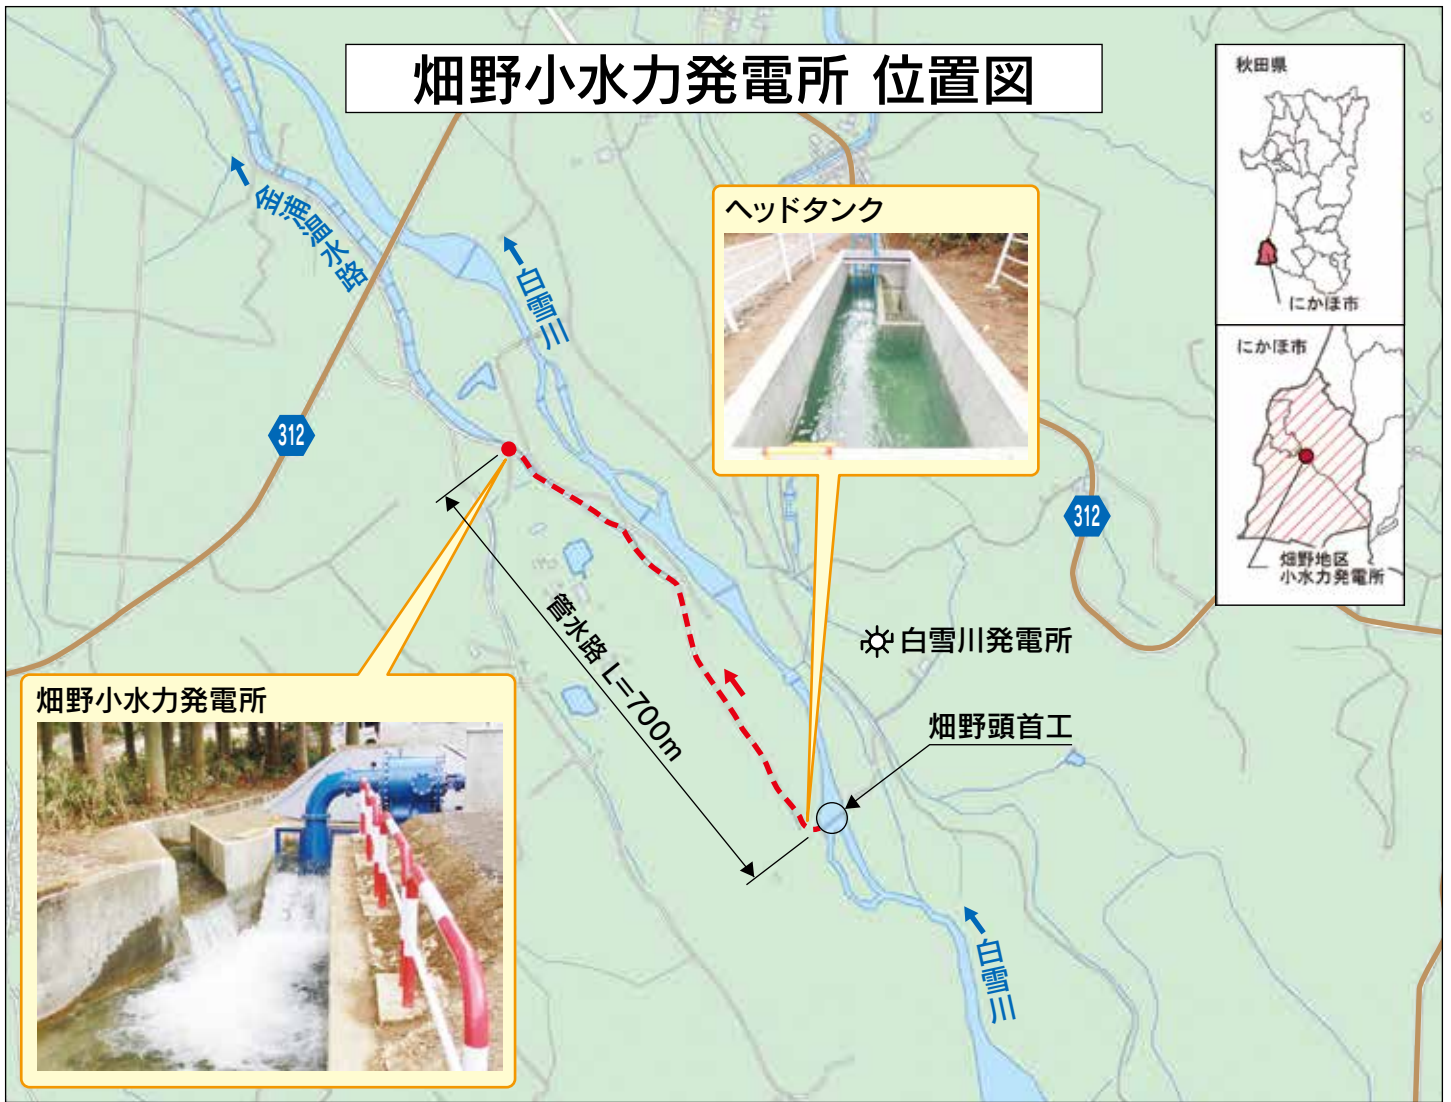 畑野小水力発電所 位置図
秋田県
にかほ市
にかほ市
畑野地区
小水力発電所
金浦温水路
白雪川
ヘッドタンク
312
312
管水路 L=700m
白雪川発電所
畑野頭首工
畑野小水力発電所
白雪川